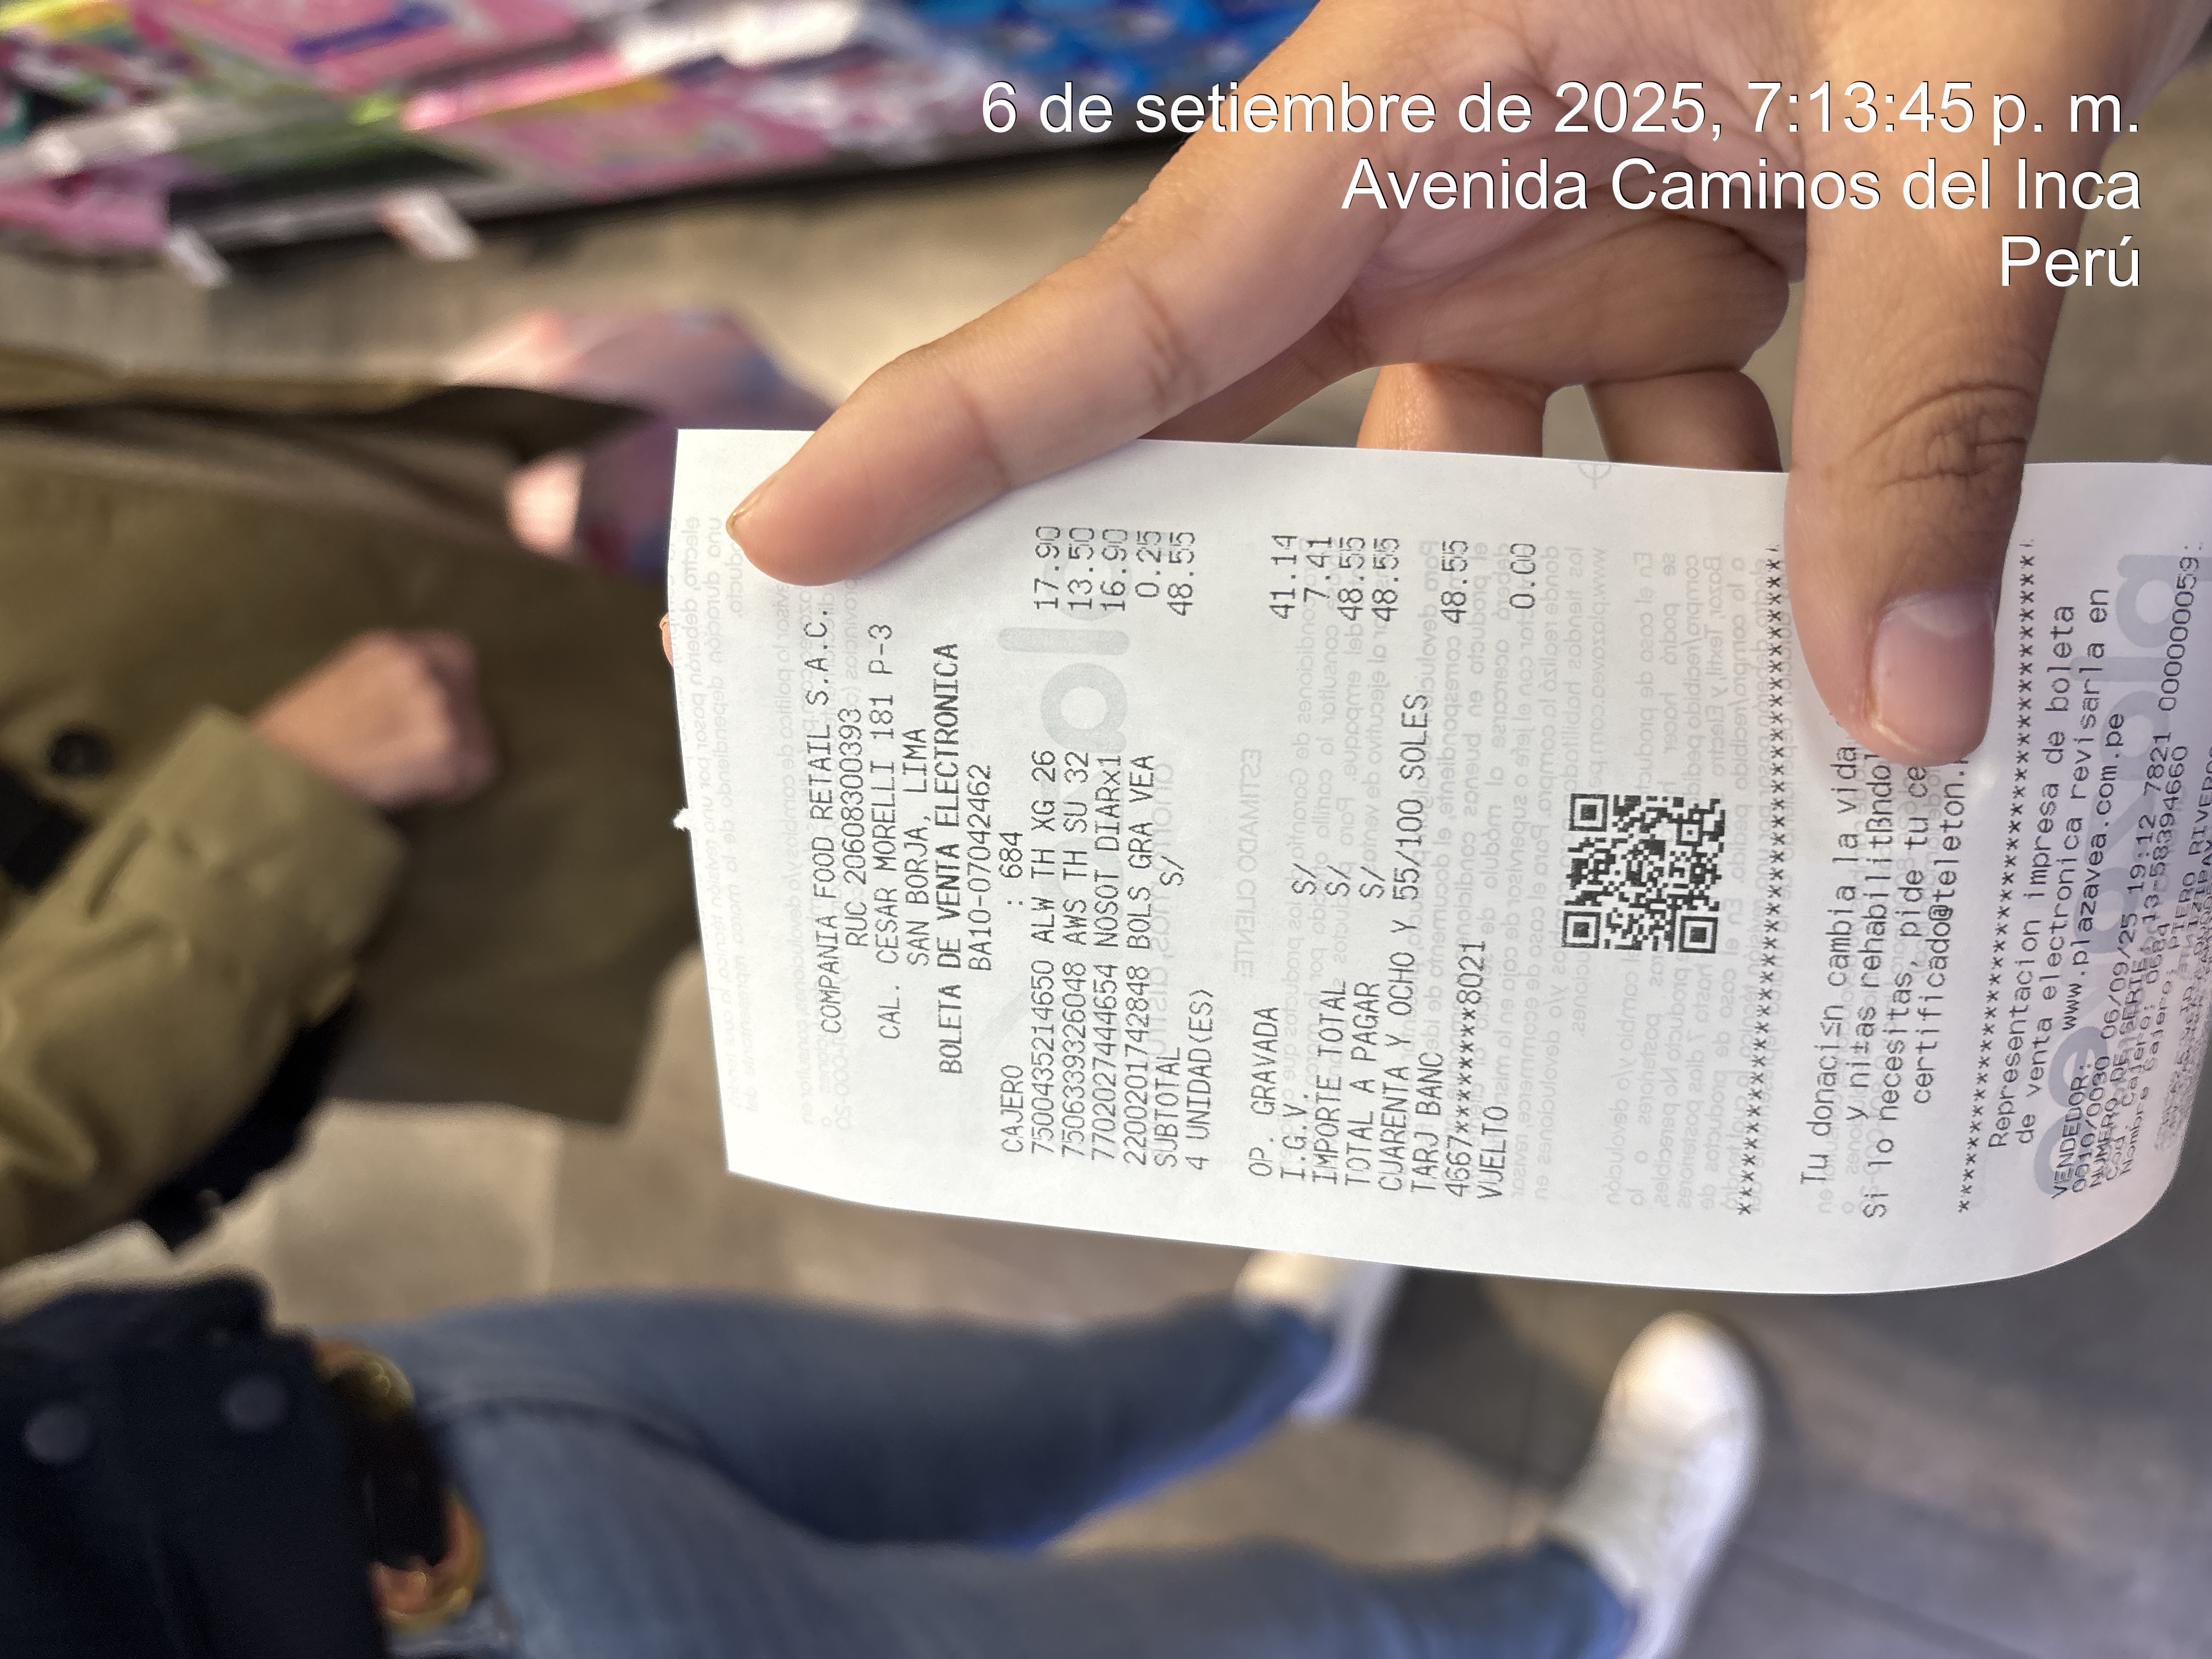 COMPANIA FOOD RETAIL S.A.C.
RUC 20608300393
CAL. CESAR MORELLI 181 P-3
SAN BORJA, LIMA
BOLETA DE VENTA ELECTRONICA
BA10-07042462
CAJERO : 684
7500435214650 ALW TH XG 26 17.90
7506339326048 AWS TH SU 32 13.50
7702027444654 NOSOT DIARx1 16.90
2200201742848 BOLS GRA VEA 0.25
SUBTOTAL S/ 48.55
4 UNIDAD(ES)
OP. GRAVADA 41.14
I.G.V. S/ 7.41
IMPORTE TOTAL S/ 48.55
TOTAL A PAGAR S/ 48.55
CUARENTA Y OCHO Y 55/100 SOLES
TARJ BANC 48.55
4667********8021
VUELTO 0.00
******************************************
Tu donaci≤n cambia la vida
y ni±as rehabilitßndol
Si lo necesitas, pide tu ce
certificado@teleton.
******************************************
Representacion impresa de boleta
de venta electronica revisarla en
www.plazavea.com.pe
VENDEDOR:
0010/0030 06/09/25 19:12 7821 000000059
NUMERO DE SERIE: 13-58394660
Cod. Cajero: 0684
Nombre Cajero: PIERO RIVEROS
6 de setiembre de 2025, 7:13:45 p. m.
Avenida Caminos del Inca
Perú